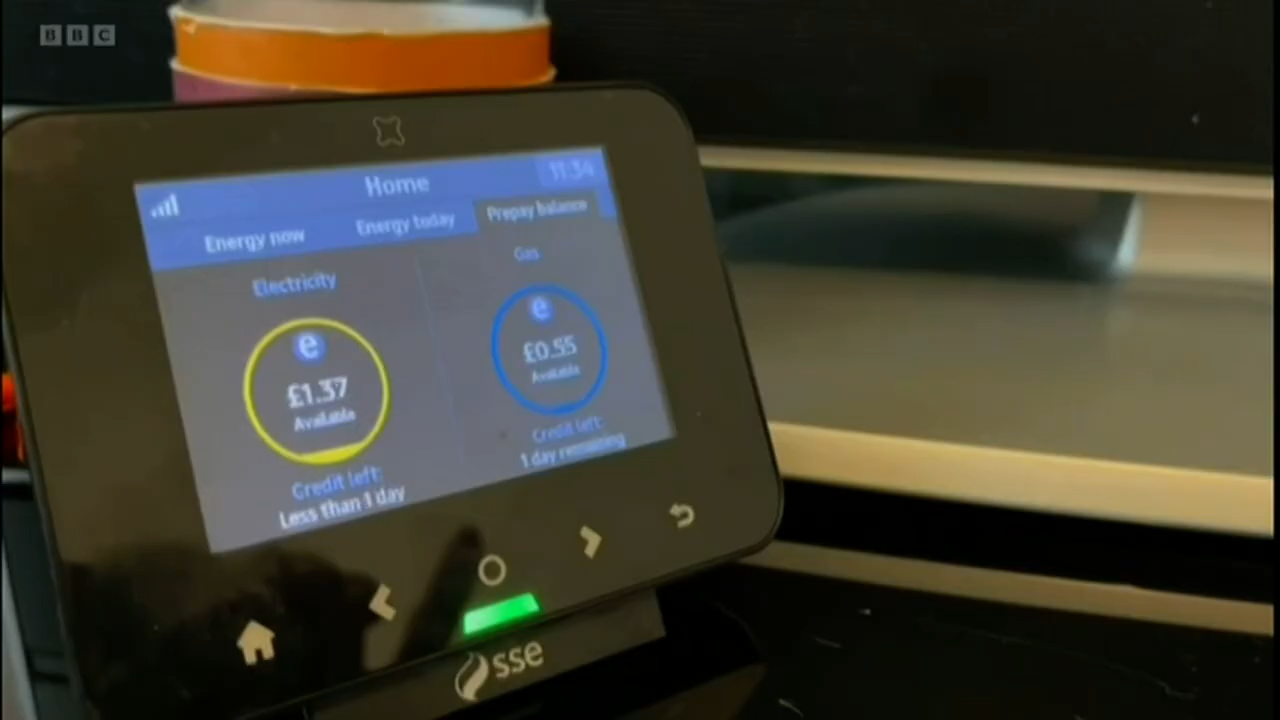 BBC
Home
11:34
Energy now
Energy today
Prepay balance
Electricity
Gas
e
£1.37
Available
e
£0.55
Available
Credit left:
Less than 1 day
Credit left:
1 day remaining
sse